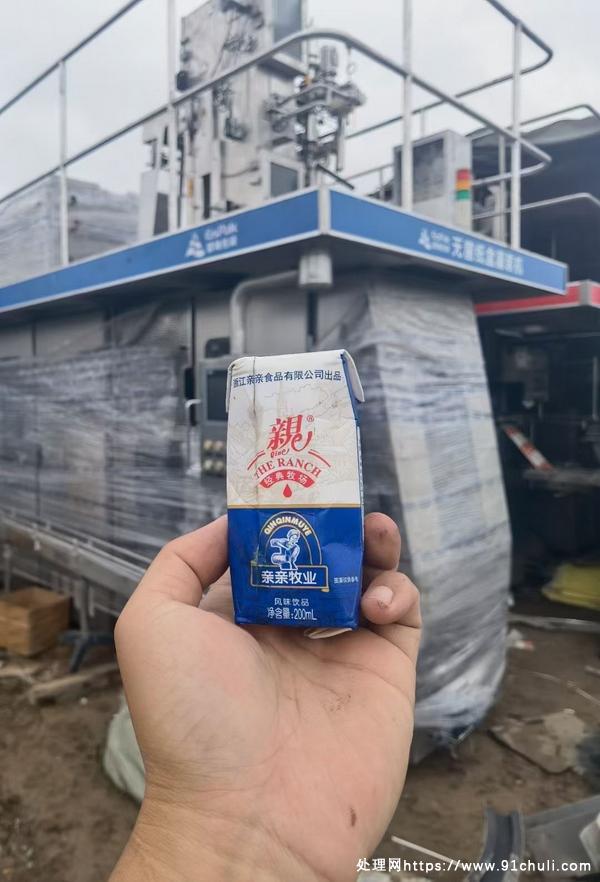 无菌纸盒灌装机
浙江亲亲食品有限公司出品
親e®
Qine
THE RANCH
经典牧场
QINQINMUYE
亲亲牧业
风味饮品
净含量:200mL
处理网https://www.91chuli.com